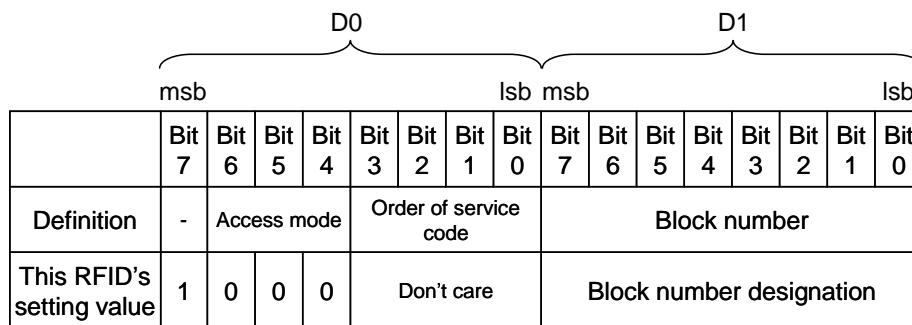 D0 D1
msb lsb msb lsb
Bit 7 Bit 6 Bit 5 Bit 4 Bit 3 Bit 2 Bit 1 Bit 0 Bit 7 Bit 6 Bit 5 Bit 4 Bit 3 Bit 2 Bit 1 Bit 0
Definition - Access mode Order of service code Block number
This RFID's setting value 1 0 0 0 Don't care Block number designation